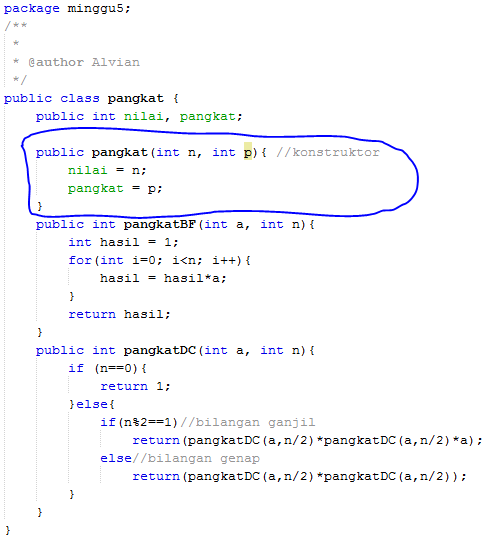 package minggu5;
/**
 *
 * @author Alvian
 */
public class pangkat {
    public int nilai, pangkat;
    public pangkat(int n, int p){ //konstruktor
        nilai = n;
        pangkat = p;
    }
    public int pangkatBF(int a, int n){
        int hasil = 1;
        for(int i=0; i<n; i++){
            hasil = hasil*a;
        }
        return hasil;
    }
    public int pangkatDC(int a, int n){
        if (n==0){
            return 1;
        }else{
            if(n%2==1)//bilangan ganjil
                return(pangkatDC(a,n/2)*pangkatDC(a,n/2)*a);
            else//bilangan genap
                return(pangkatDC(a,n/2)*pangkatDC(a,n/2));
        }
    }
}